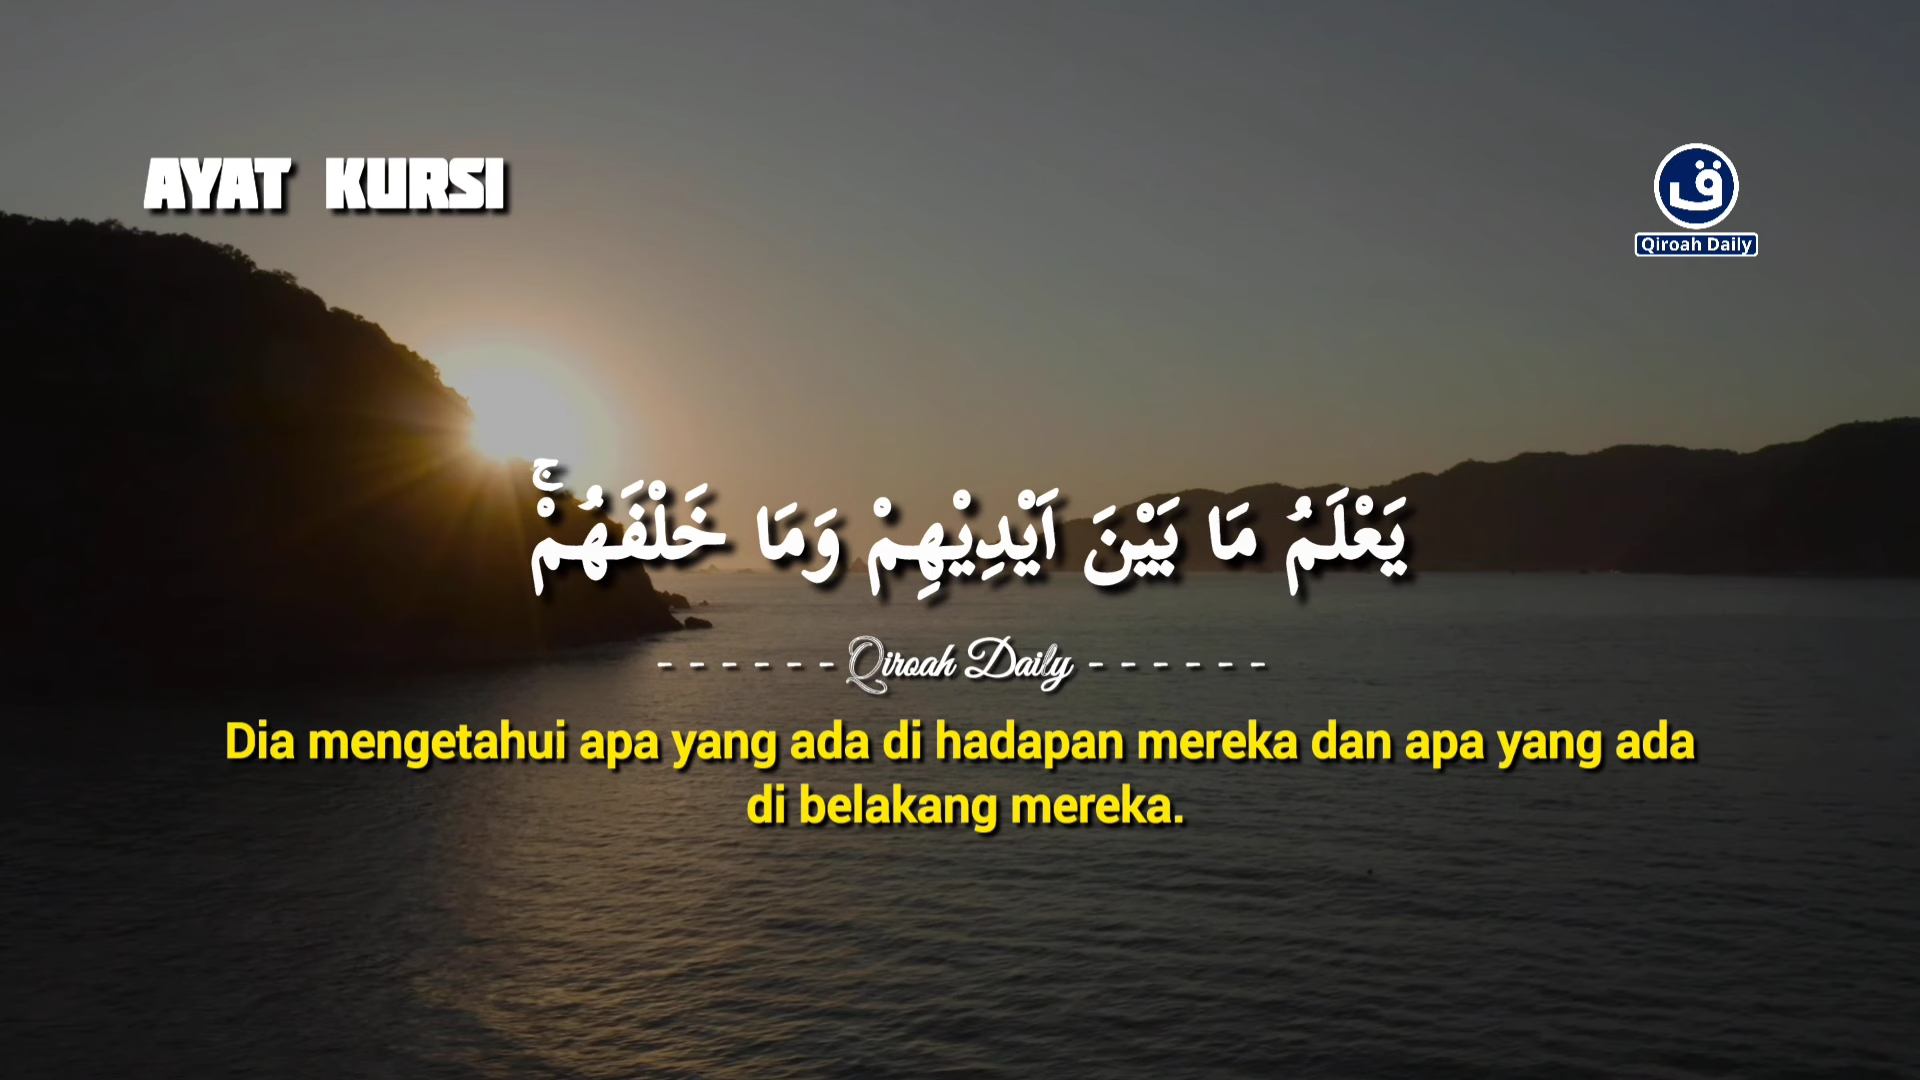 AYAT KURSI
ق
Qiroah Daily
يَعْلَمُ مَا بَيْنَ اَيْدِيْهِمْ وَمَا خَلْفَهُمْۚ
- - - - - - Qiroah Daily - - - - - -
Dia mengetahui apa yang ada di hadapan mereka dan apa yang ada
di belakang mereka.